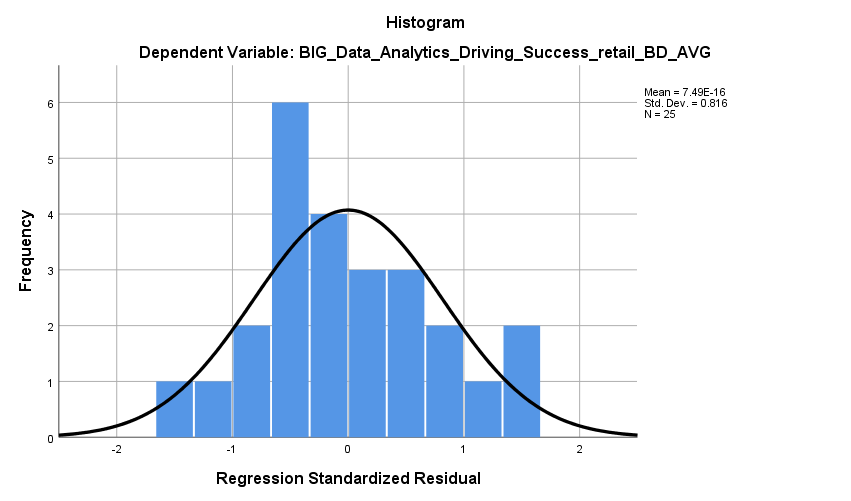 Histogram
Dependent Variable: BIG_Data_Analytics_Driving_Success_retail_BD_AVG
Mean = 7.49E-16
Std. Dev. = 0.816
N = 25
6
5
4
3
2
1
0
Frequency
-2
-1
0
1
2
Regression Standardized Residual